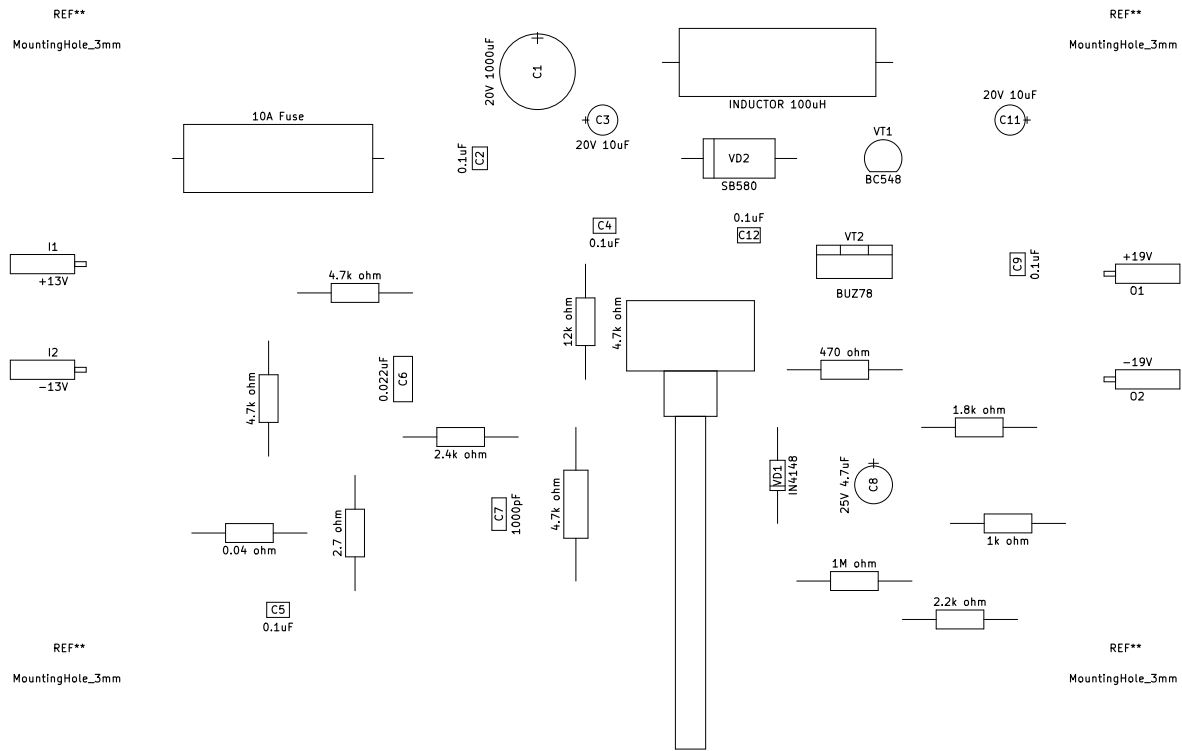 REF**
REF**
MountingHole_3mm
MountingHole_3mm
20V 1000uF
C1
INDUCTOR 100uH
20V 10uF
C11
10A Fuse
C3
20V 10uF
VT1
BC548
0.1uF
C2
VD2
SB580
C4
0.1uF
0.1uF
C12
VT2
BUZ78
C9
0.1uF
I1
+13V
+19V
O1
4.7k ohm
12k ohm
4.7k ohm
I2
-13V
470 ohm
-19V
O2
4.7k ohm
0.022uF
C6
1.8k ohm
2.4k ohm
VD1
IN4148
25V 4.7uF
C8
C7
1000pF
4.7k ohm
0.04 ohm
2.7 ohm
1k ohm
1M ohm
C5
0.1uF
2.2k ohm
REF**
REF**
MountingHole_3mm
MountingHole_3mm